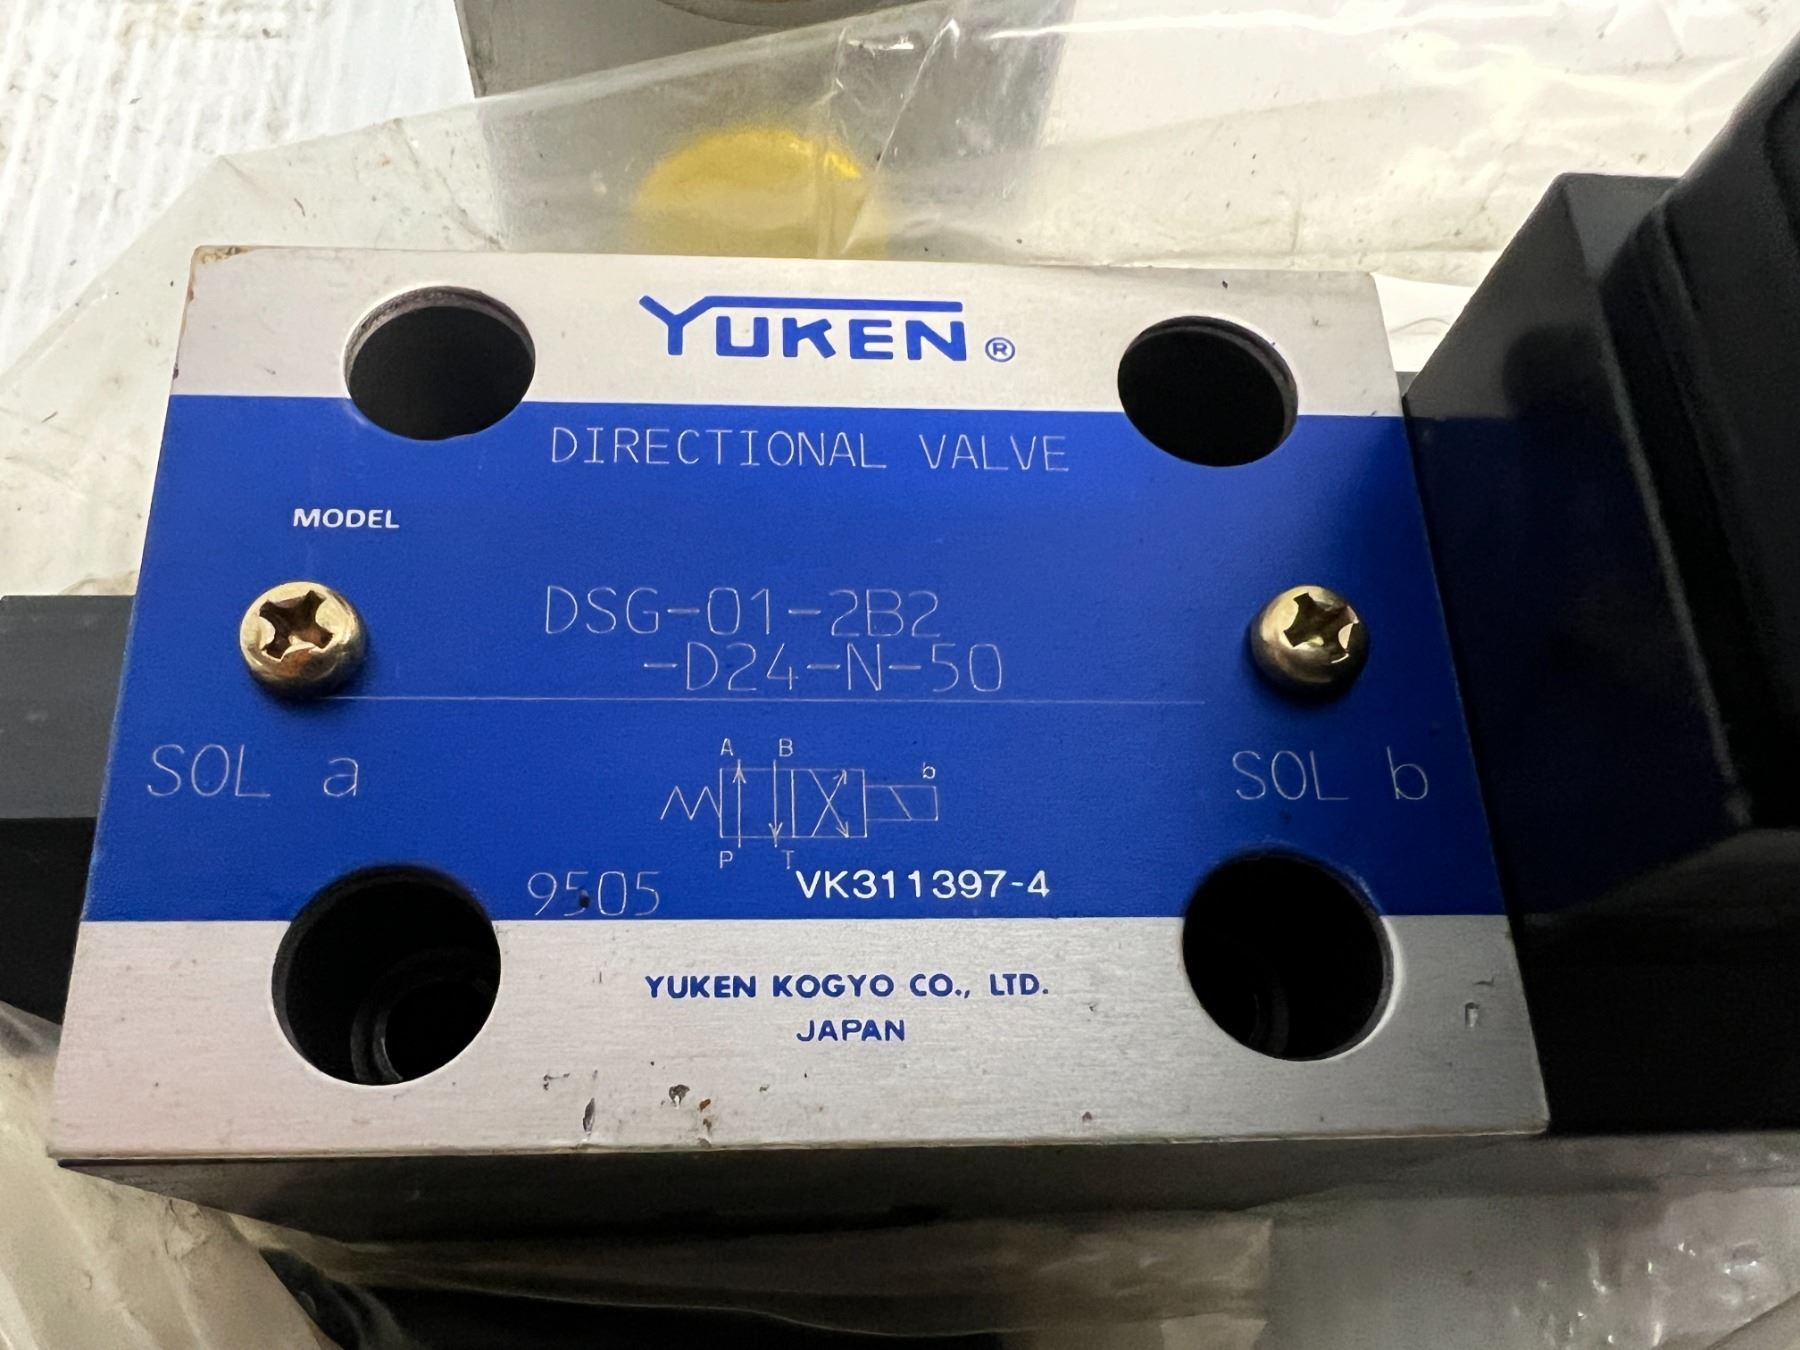 YUKEN®
DIRECTIONAL VALVE
MODEL
DSG-01-2B2
-D24-N-50
SOL a
A B
b
SOL b
P T
9505
VK311397-4
YUKEN KOGYO CO., LTD.
JAPAN